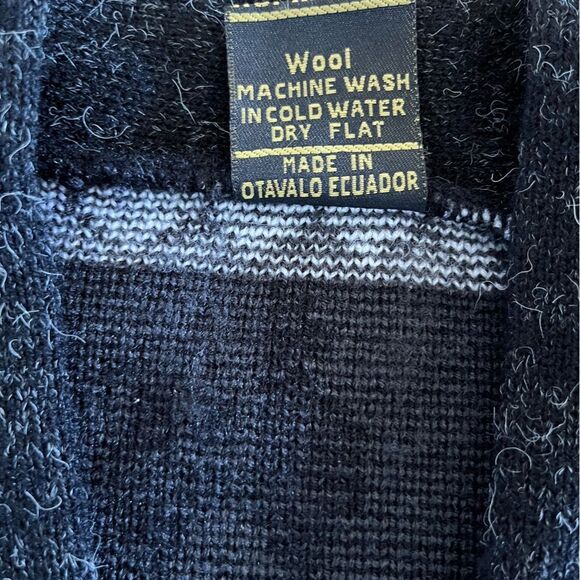 Wool
MACHINE WASH
IN COLD WATER
DRY FLAT
MADE IN
OTAVALO ECUADOR